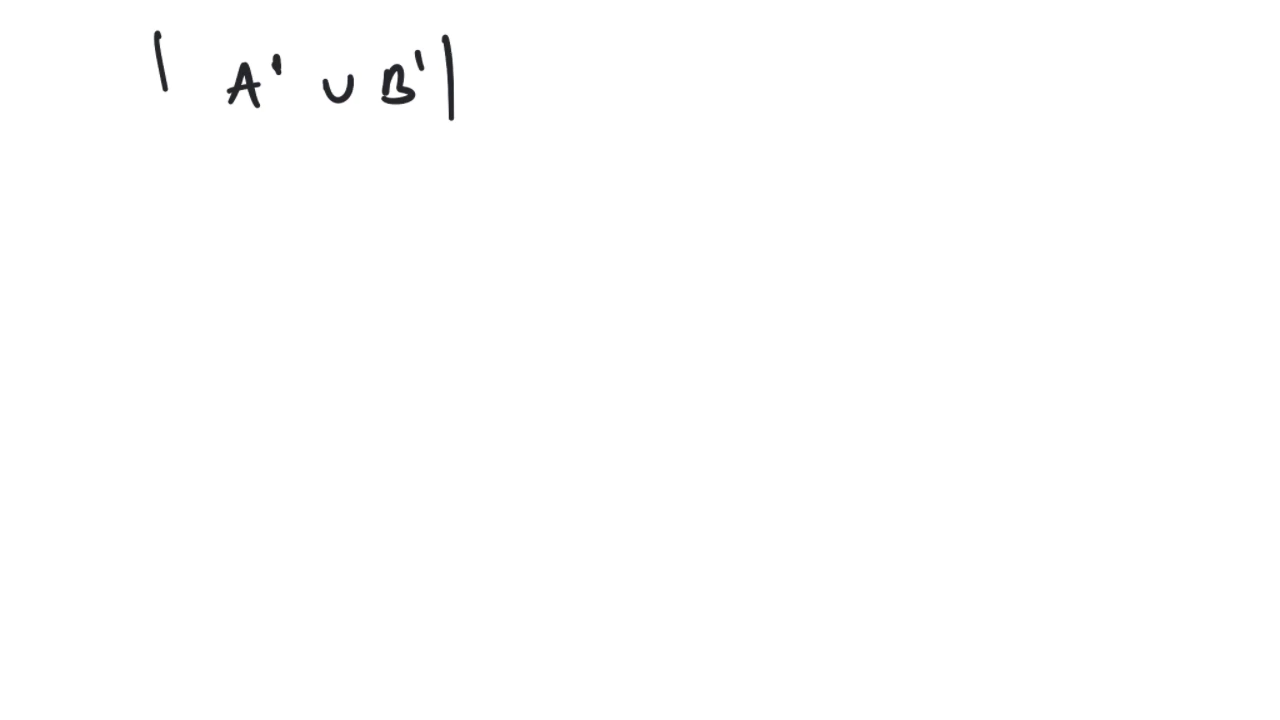 | A' ∪ B' |